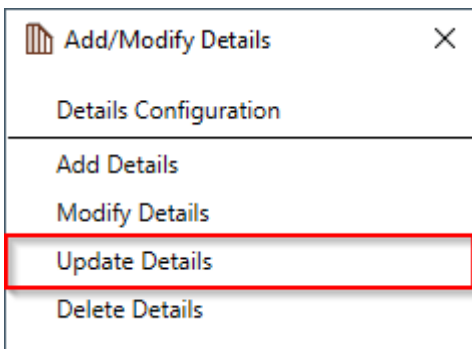 Add/Modify Details
Details Configuration
Add Details
Modify Details
Update Details
Delete Details